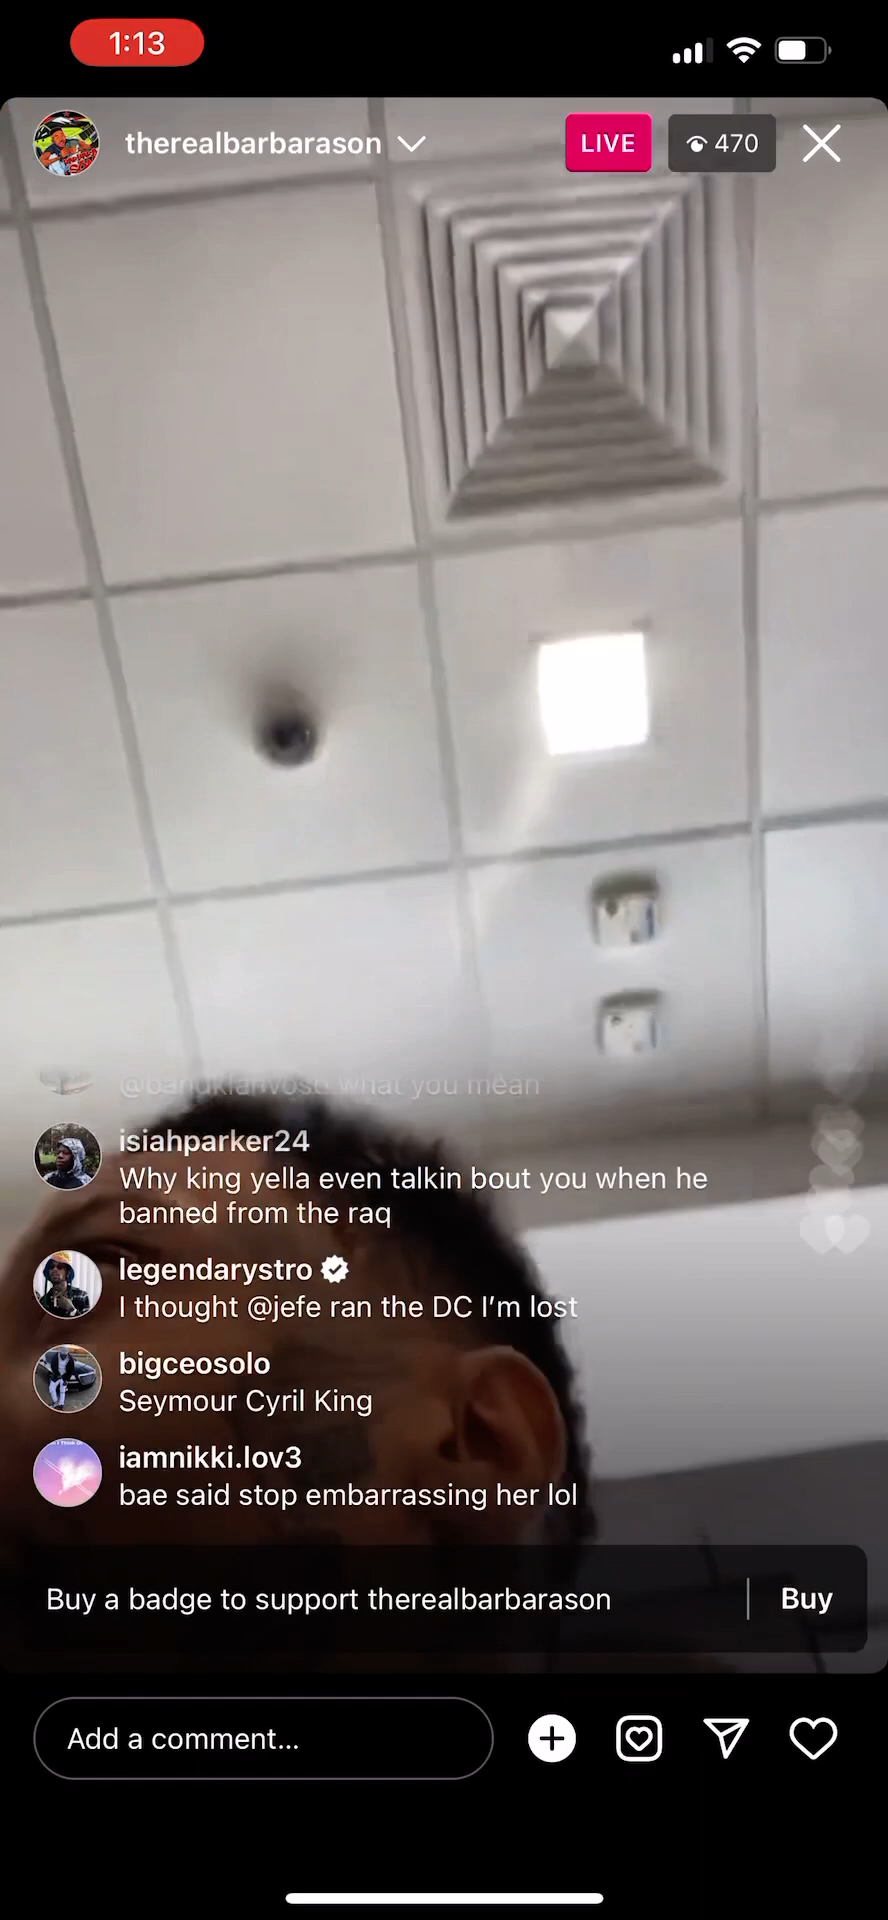 1:13
therealbarbarason
LIVE
470
what you mean
isiahparker24
Why king yella even talkin bout you when he
banned from the raq
legendarystro
I thought @jefe ran the DC I'm lost
bigceosolo
Seymour Cyril King
iamnikki.lov3
bae said stop embarrassing her lol
Buy a badge to support therealbarbarason
Buy
Add a comment...